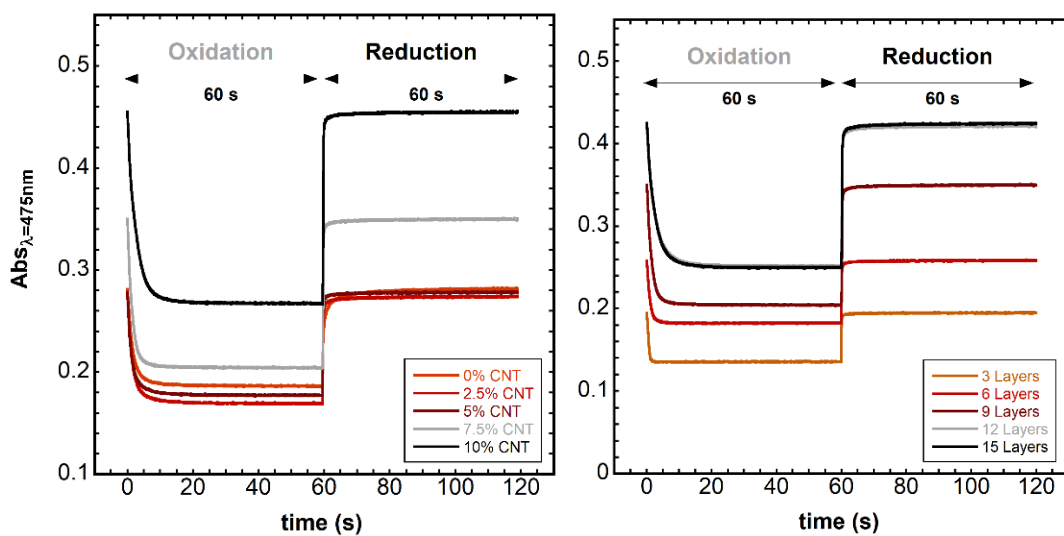 Oxidation
Reduction
60 s
60 s
0.5
0.4
0.3
0.2
0.1
Absλ=475nm
0% CNT
2.5% CNT
5% CNT
7.5% CNT
10% CNT
0 20 40 60 80 100 120
time (s)
Oxidation
Reduction
60 s
60 s
0.5
0.4
0.3
0.2
0.1
0
3 Layers
6 Layers
9 Layers
12 Layers
15 Layers
0 20 40 60 80 100 120
time (s)